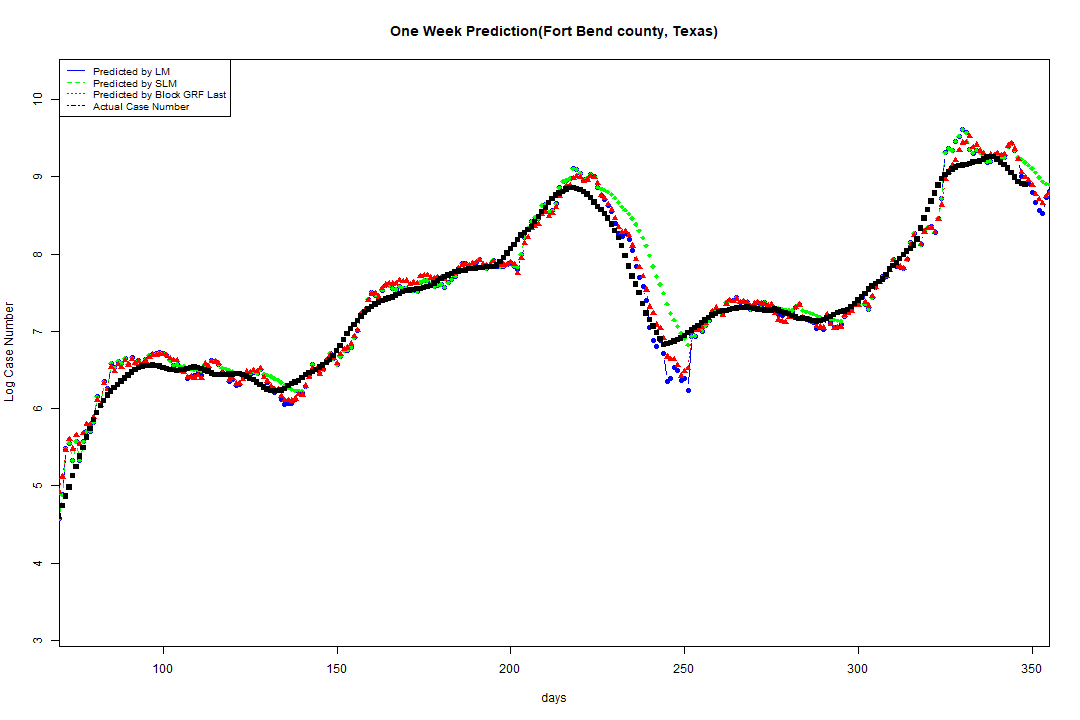 One Week Prediction(Fort Bend county, Texas)
Predicted by LM
Predicted by SLM
Predicted by Block GRF Last
Actual Case Number
10
9
8
7
6
5
4
3
Log Case Number
100 150 200 250 300 350
days